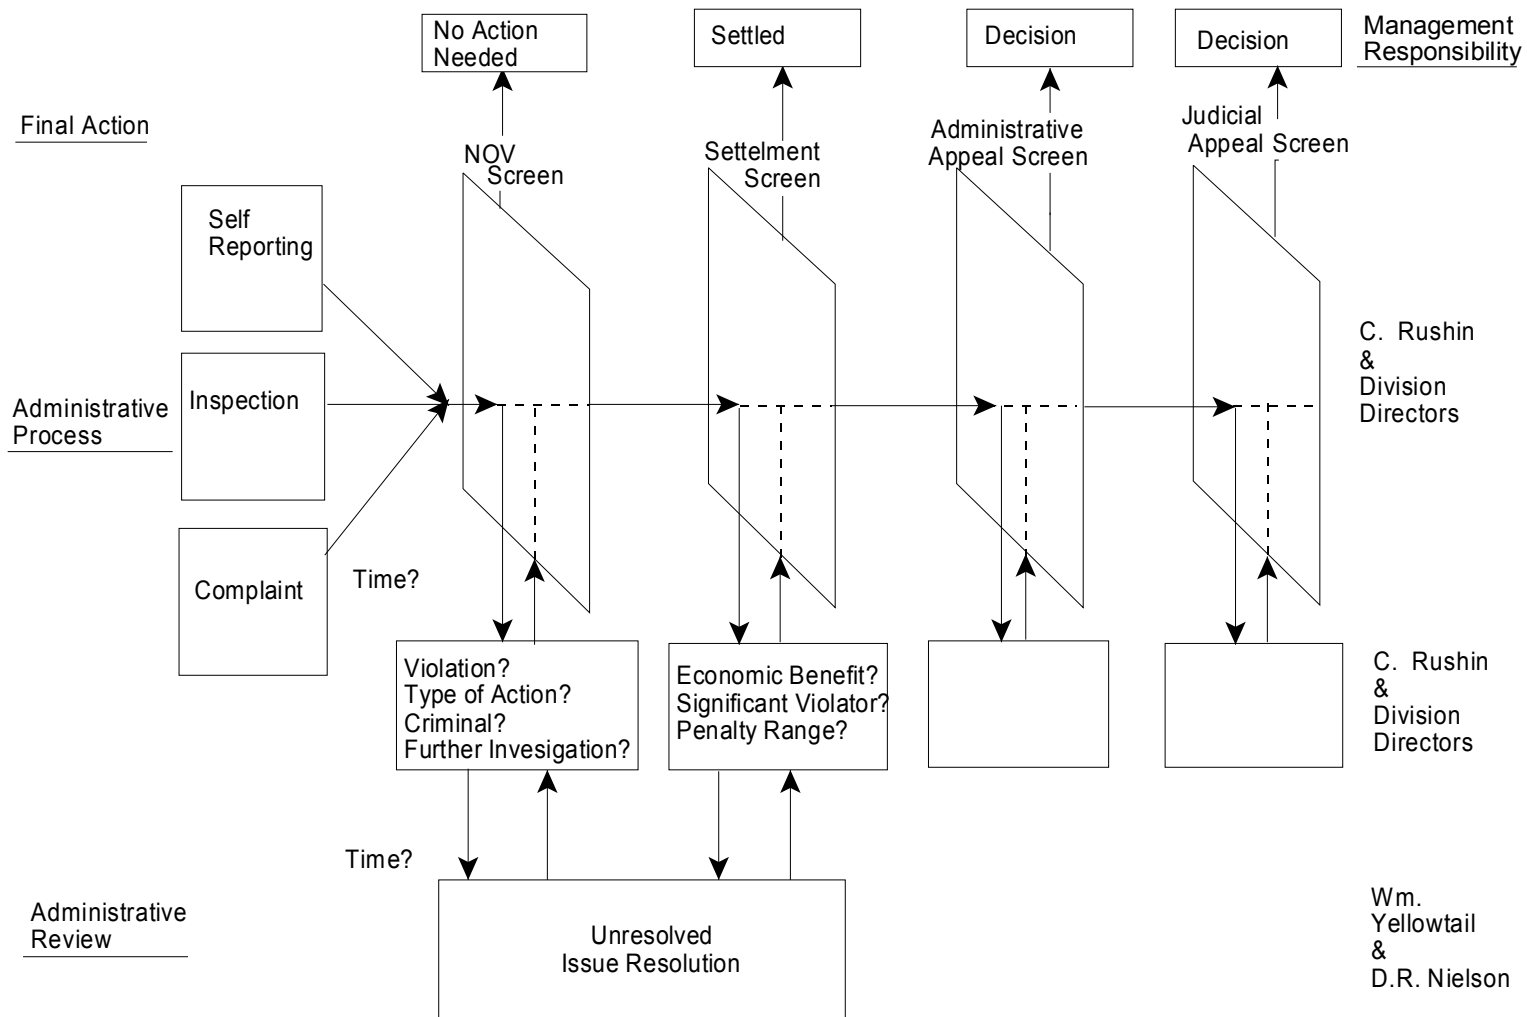 No Action
Needed
Settled
Decision
Decision
Management
Responsibility
Final Action
NOV
Screen
Settelment
Screen
Administrative
Appeal Screen
Judicial
Appeal Screen
Self
Reporting
Administrative
Process
Inspection
C. Rushin
&
Division
Directors
Complaint
Time?
Violation?
Type of Action?
Criminal?
Further Invesigation?
Economic Benefit?
Significant Violator?
Penalty Range?
C. Rushin
&
Division
Directors
Time?
Administrative
Review
Unresolved
Issue Resolution
Wm.
Yellowtail
&
D.R. Nielson